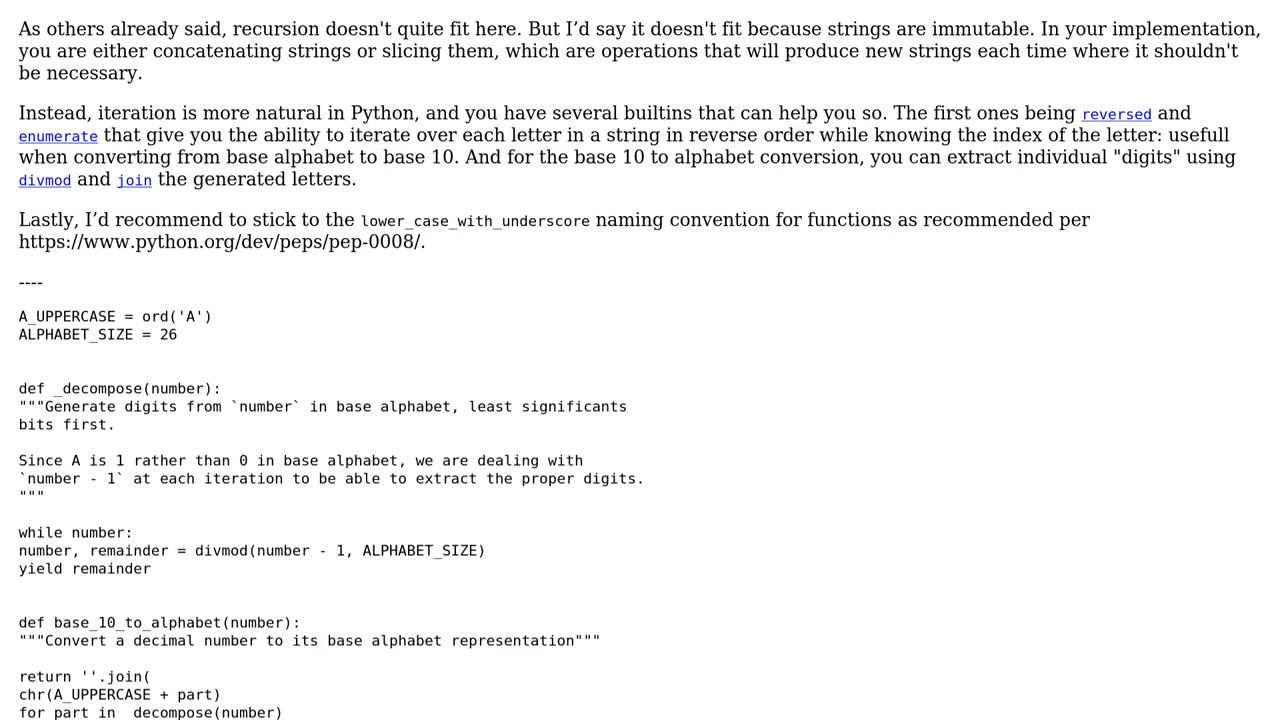 As others already said, recursion doesn't quite fit here. But I’d say it doesn't fit because strings are immutable. In your implementation,
you are either concatenating strings or slicing them, which are operations that will produce new strings each time where it shouldn't
be necessary.
Instead, iteration is more natural in Python, and you have several builtins that can help you so. The first ones being reversed and
enumerate that give you the ability to iterate over each letter in a string in reverse order while knowing the index of the letter: usefull
when converting from base alphabet to base 10. And for the base 10 to alphabet conversion, you can extract individual "digits" using
divmod and join the generated letters.
Lastly, I’d recommend to stick to the lower_case_with_underscore naming convention for functions as recommended per
https://www.python.org/dev/peps/pep-0008/.
----
A_UPPERCASE = ord('A')
ALPHABET_SIZE = 26
def _decompose(number):
"""Generate digits from `number` in base alphabet, least significants
bits first.
Since A is 1 rather than 0 in base alphabet, we are dealing with
`number - 1` at each iteration to be able to extract the proper digits.
"""
while number:
number, remainder = divmod(number - 1, ALPHABET_SIZE)
yield remainder
def base_10_to_alphabet(number):
"""Convert a decimal number to its base alphabet representation"""
return ''.join(
chr(A_UPPERCASE + part)
for part in _decompose(number)